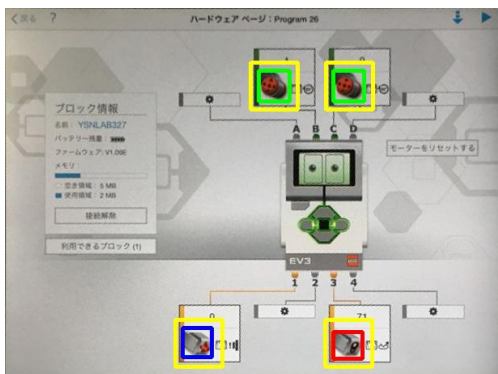 く戻る ?
ハードウェア ページ：Program 26
ブロック情報
名前： YSNLAB327
バッテリー残量：
ファームウェア: V1.09E
メモリ：
空き領域： 5 MB
使用領域： 2 MB
接続解除
利用できるブロック (1)
モーターをリセットする
A B C D
EV3
1 2 3 4
0
71